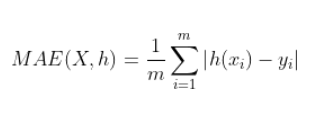 MAE(X, h) = \frac{1}{m} \sum_{i=1}^{m} |h(x_i) - y_i|